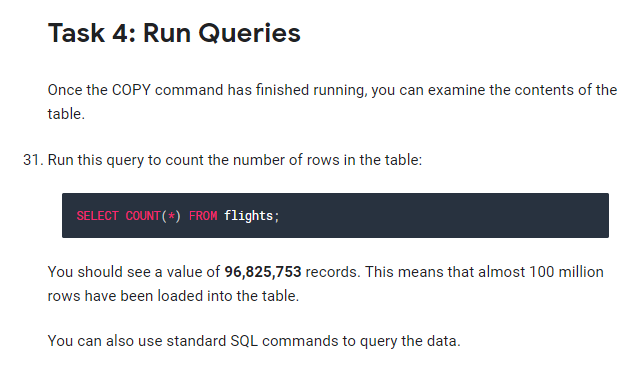 Task 4: Run Queries
Once the COPY command has finished running, you can examine the contents of the
table.
31. Run this query to count the number of rows in the table:
SELECT COUNT(*) FROM flights;
You should see a value of 96,825,753 records. This means that almost 100 million
rows have been loaded into the table.
You can also use standard SQL commands to query the data.